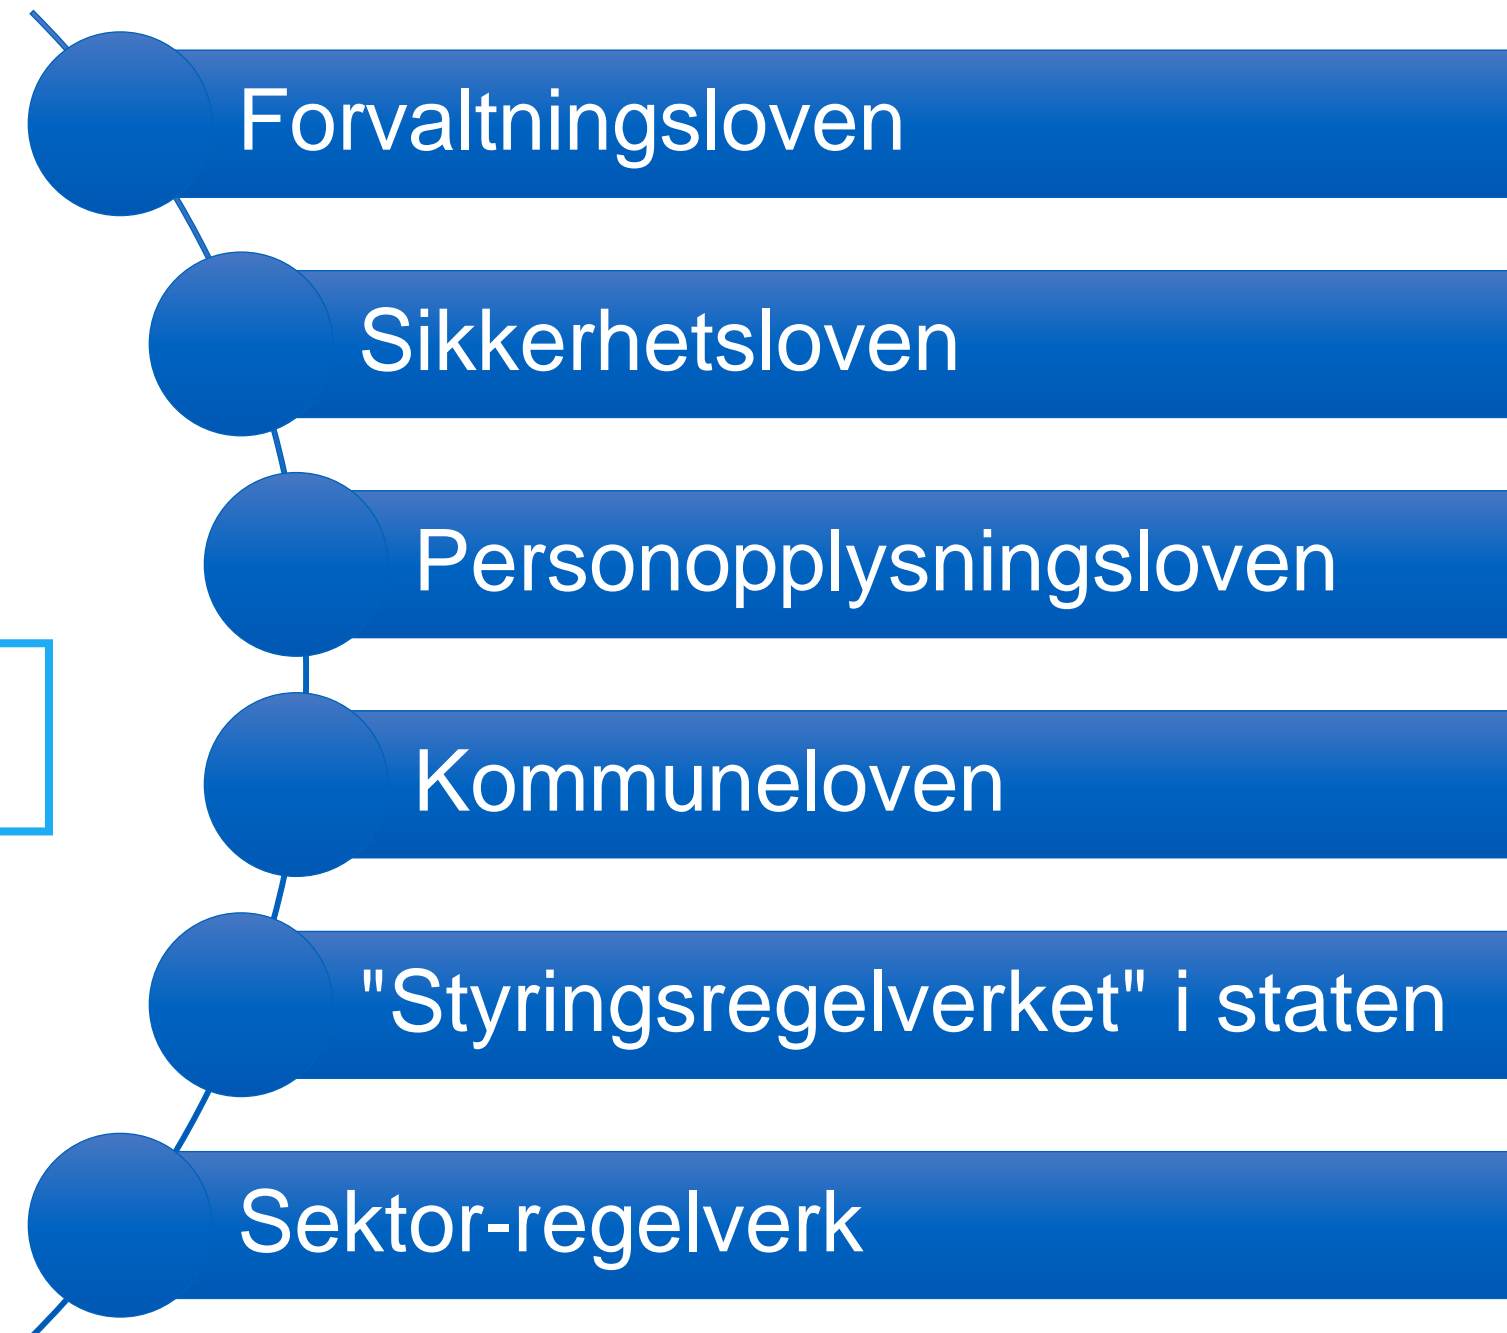 Forvaltningsloven
Sikkerhetsloven
Personopplysningsloven
Kommuneloven
"Styringsregelverket" i staten
Sektor-regelverk